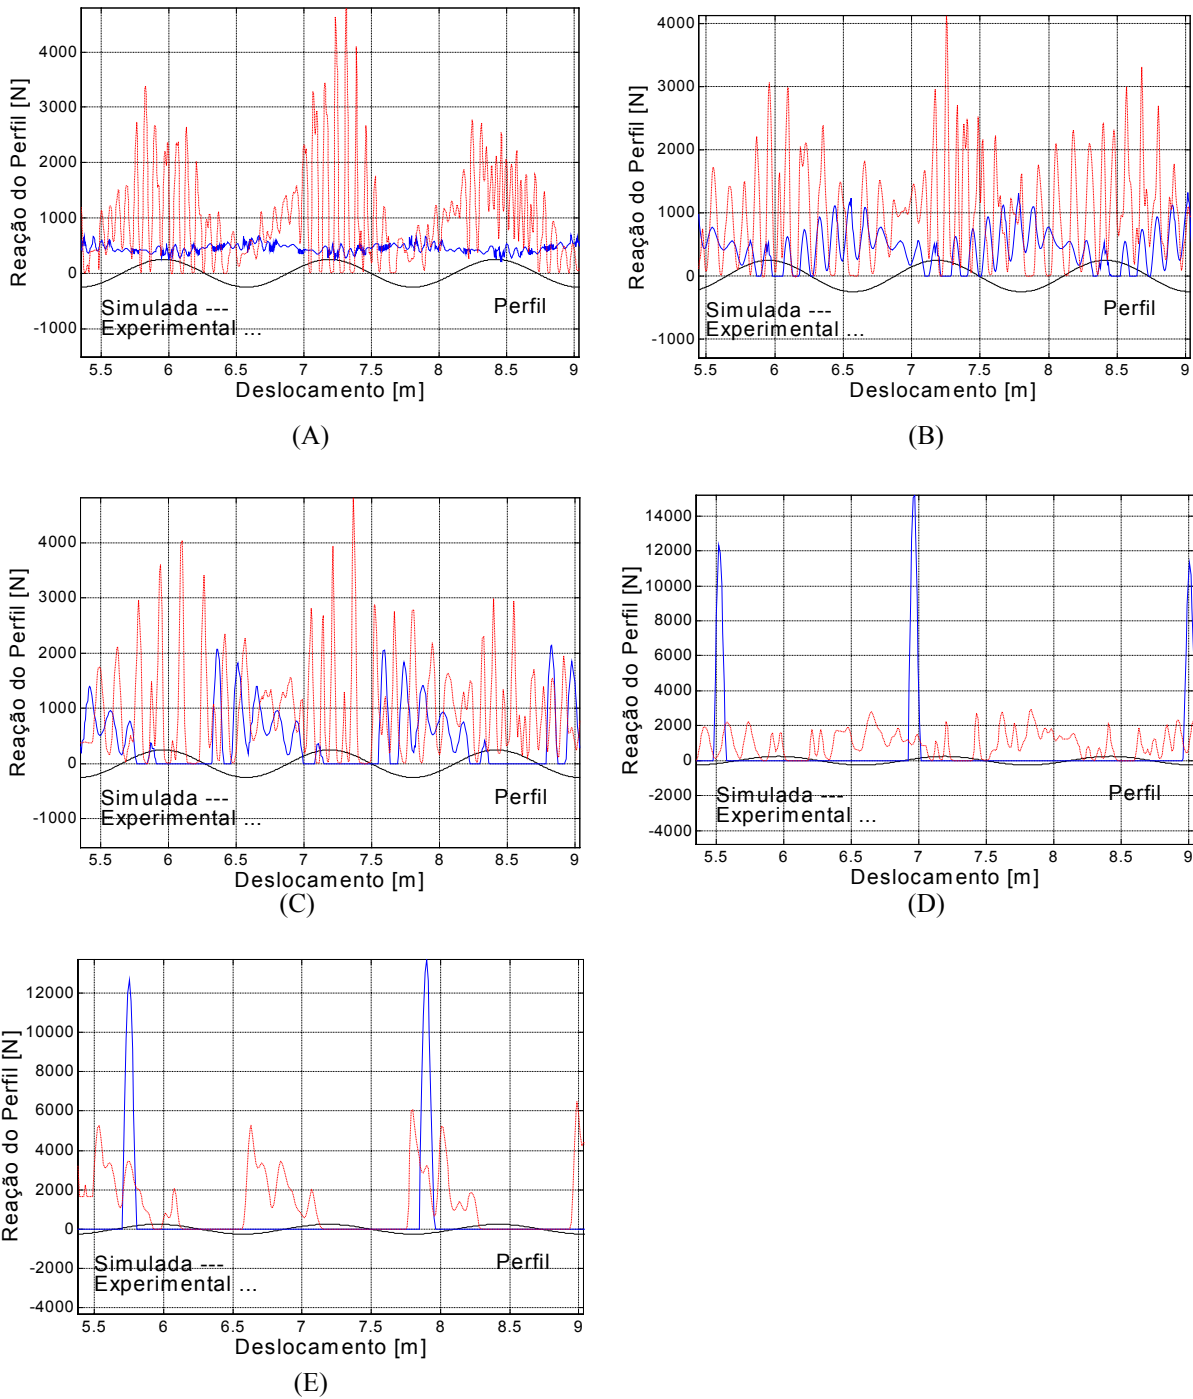 4000
3000
2000
1000
0
-1000
Reação do Perfil [N]
Simulada ---
Experimental ...
Perfil
5.5 6 6.5 7 7.5 8 8.5 9
Deslocamento [m]
(A)
4000
3000
2000
1000
0
-1000
Reação do Perfil [N]
Simulada ---
Experimental ...
Perfil
5.5 6 6.5 7 7.5 8 8.5 9
Deslocamento [m]
(B)
4000
3000
2000
1000
0
-1000
Reação do Perfil [N]
Simulada ---
Experimental ...
Perfil
5.5 6 6.5 7 7.5 8 8.5 9
Deslocamento [m]
(C)
14000
12000
10000
8000
6000
4000
2000
0
-2000
-4000
Reação do Perfil [N]
Simulada ---
Experimental ...
Perfil
5.5 6 6.5 7 7.5 8 8.5 9
Deslocamento [m]
(D)
12000
10000
8000
6000
4000
2000
0
-2000
-4000
Reação do Perfil [N]
Simulada ---
Experimental ...
Perfil
5.5 6 6.5 7 7.5 8 8.5 9
Deslocamento [m]
(E)